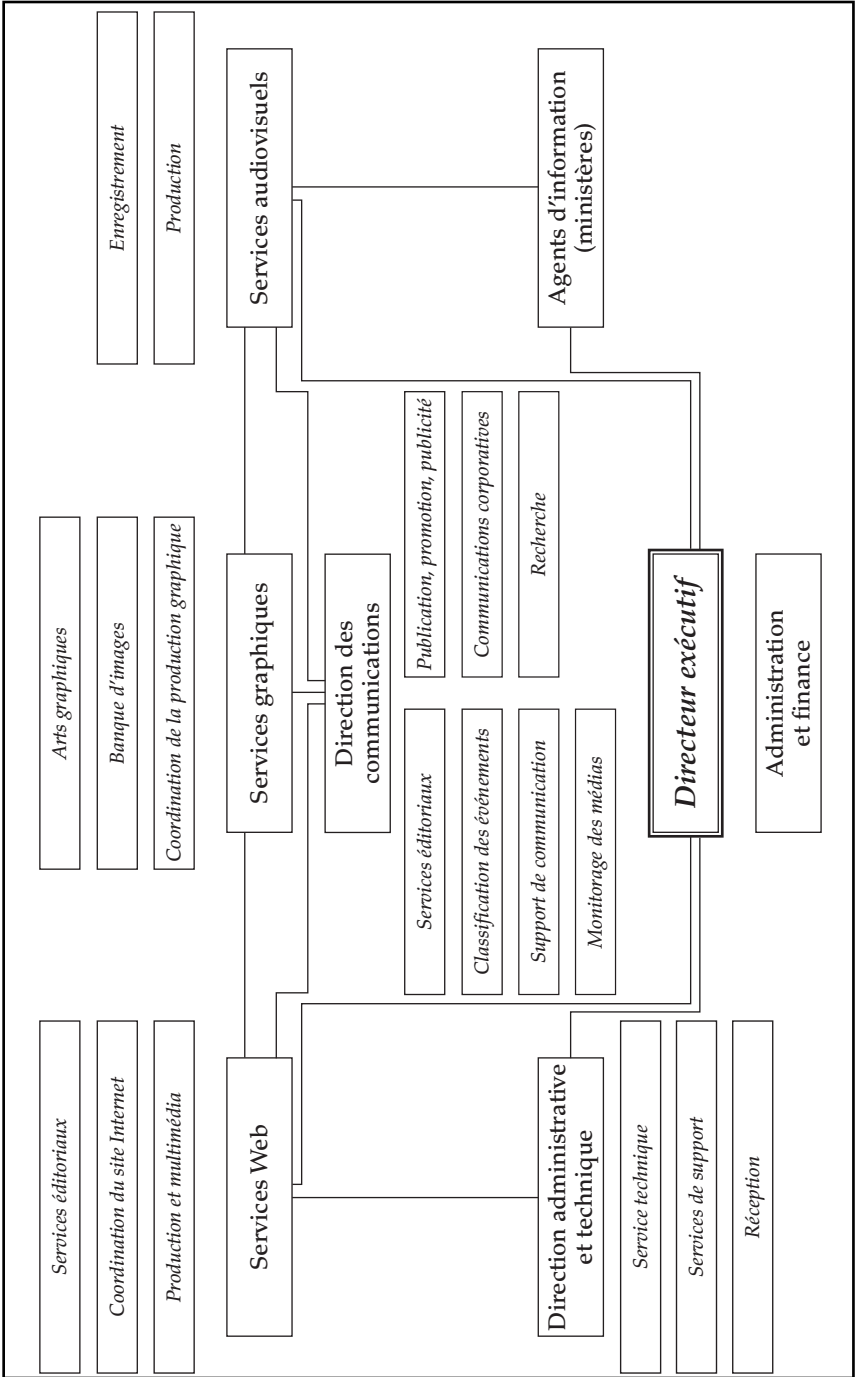 Services éditoriaux
Coordination du site Internet
Production et multimédia
Arts graphiques
Banque d'images
Coordination de la production graphique
Enregistrement
Production
Services Web
Services graphiques
Services audiovisuels
Direction des
communications
Services éditoriaux
Classification des événements
Support de communication
Monitorage des médias
Publication, promotion, publicité
Communications corporatives
Recherche
Direction administrative
et technique
Agents d'information
(ministères)
Service technique
Services de support
Réception
Directeur exécutif
Administration
et finance